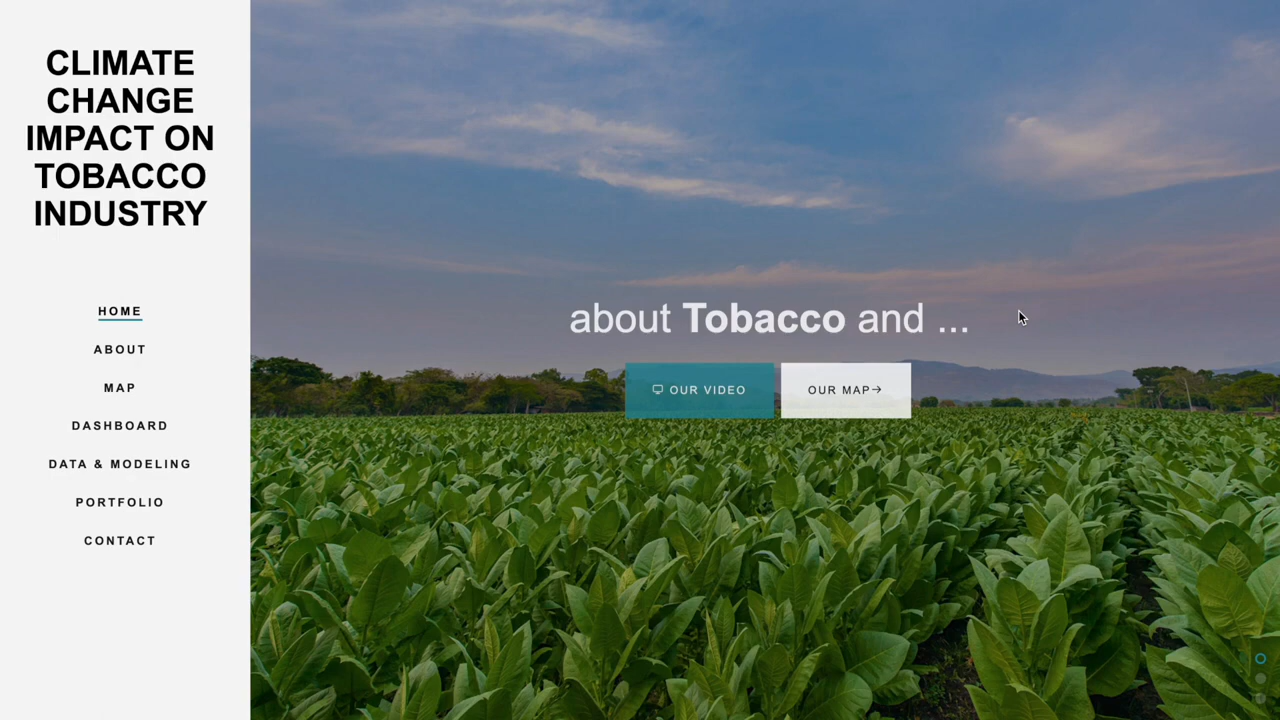 CLIMATE
CHANGE
IMPACT ON
TOBACCO
INDUSTRY
HOME
ABOUT
MAP
DASHBOARD
DATA & MODELING
PORTFOLIO
CONTACT
about Tobacco and ...
OUR VIDEO
OUR MAP→